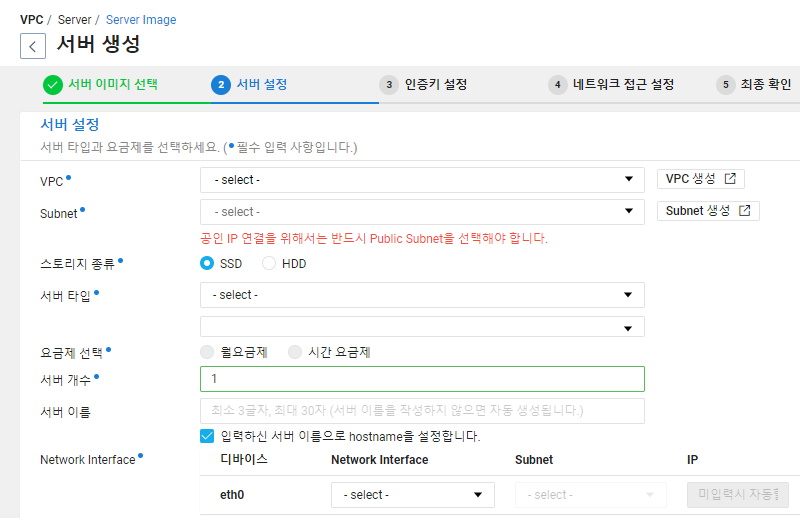 VPC / Server / Server Image
서버 생성
서버 이미지 선택 2 서버 설정 3 인증키 설정 4 네트워크 접근 설정 5 최종 확인
서버 설정
서버 타입과 요금제를 선택하세요. (• 필수 입력 사항입니다.)
VPC• - select - VPC 생성
Subnet• - select - Subnet 생성
공인 IP 연결을 위해서는 반드시 Public Subnet을 선택해야 합니다.
스토리지 종류• SSD HDD
서버 타입• - select -
요금제 선택• 월요금제 시간 요금제
서버 개수• 1
서버 이름 최소 3글자, 최대 30자 (서버 이름을 작성하지 않으면 자동 생성됩니다.)
입력하신 서버 이름으로 hostname을 설정합니다.
Network Interface• 디바이스 Network Interface Subnet IP
eth0 - select - - select - 미입력시 자동